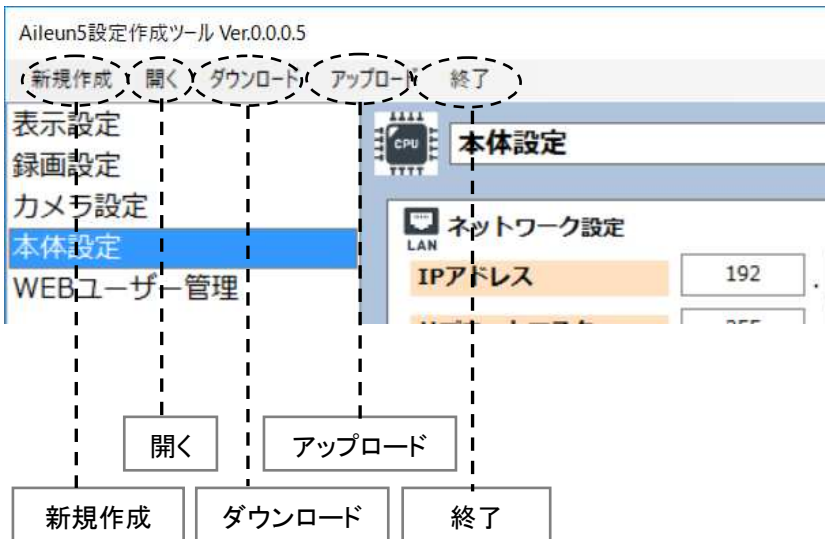 Aileun5設定作成ツール Ver.0.0.0.5
新規作成 開く ダウンロード アップロード 終了
表示設定
録画設定
カメラ設定
本体設定
WEBユーザー管理
CPU 本体設定
LAN ネットワーク設定
IPアドレス 192 .
開く アップロード
新規作成 ダウンロード 終了